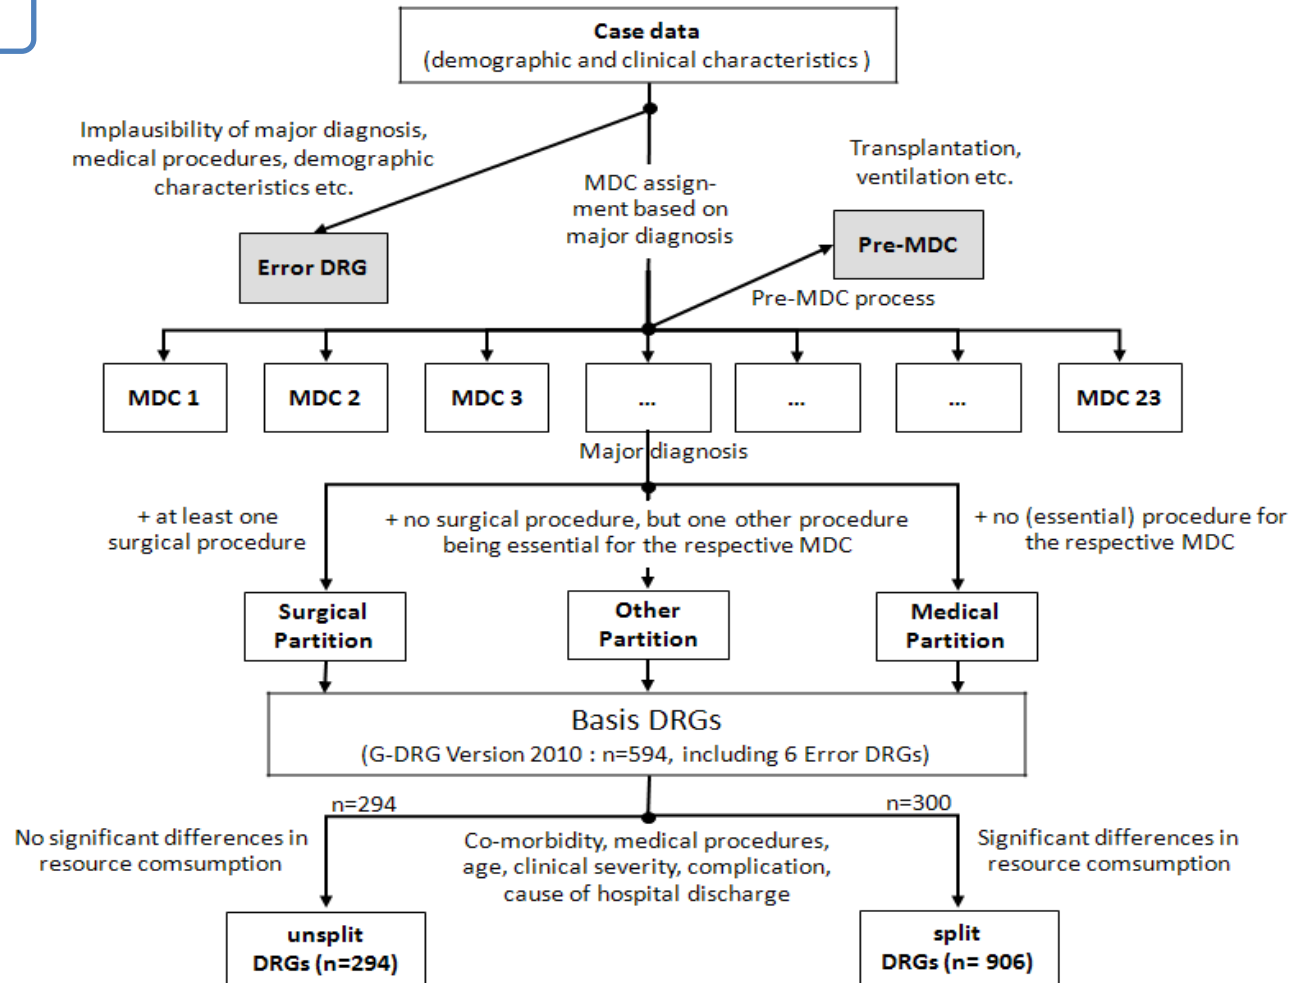 Case data
(demographic and clinical characteristics )
Implausibility of major diagnosis,
medical procedures, demographic
characteristics etc.
Transplantation,
ventilation etc.
MDC assign-
ment based on
major diagnosis
Error DRG
Pre-MDC
Pre-MDC process
MDC 1
MDC 2
MDC 3
...
...
...
MDC 23
Major diagnosis
+ at least one
surgical procedure
+ no surgical procedure, but one other procedure
being essential for the respective MDC
+ no (essential) procedure for
the respective MDC
Surgical
Partition
Other
Partition
Medical
Partition
Basis DRGs
(G-DRG Version 2010 : n=594, including 6 Error DRGs)
n=294
n=300
No significant differences in
resource comsumption
Co-morbidity, medical procedures,
age, clinical severity, complication,
cause of hospital discharge
Significant differences in
resource comsumption
unsplit
DRGs (n=294)
split
DRGs (n= 906)